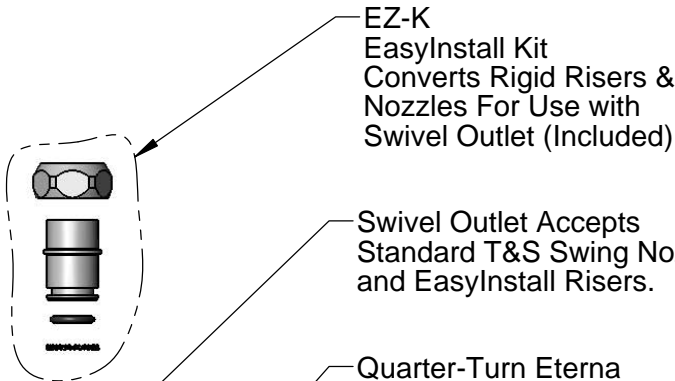 EZ-K
EasyInstall Kit
Converts Rigid Risers &
Nozzles For Use with
Swivel Outlet (Included)
Swivel Outlet Accepts
Standard T&S Swing No
and EasyInstall Risers.
Quarter-Turn Eterna